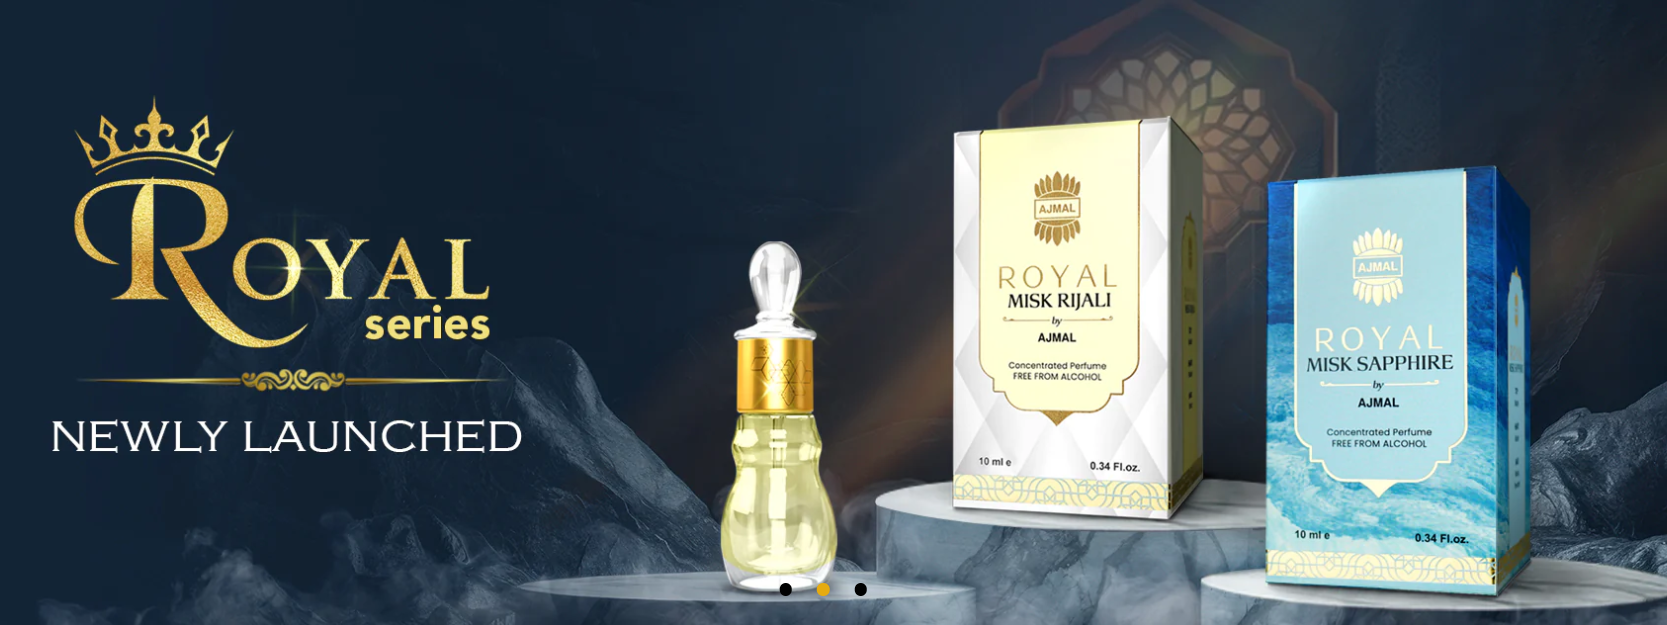 ROYAL
series
NEWLY LAUNCHED
AJMAL
ROYAL
MISK RIJALI
by
AJMAL
Concentrated Perfume
FREE FROM ALCOHOL
10 ml e
0.34 Fl.oz.
AJMAL
ROYAL
MISK SAPPHIRE
by
AJMAL
Concentrated Perfume
FREE FROM ALCOHOL
10 ml e
0.34 Fl.oz.